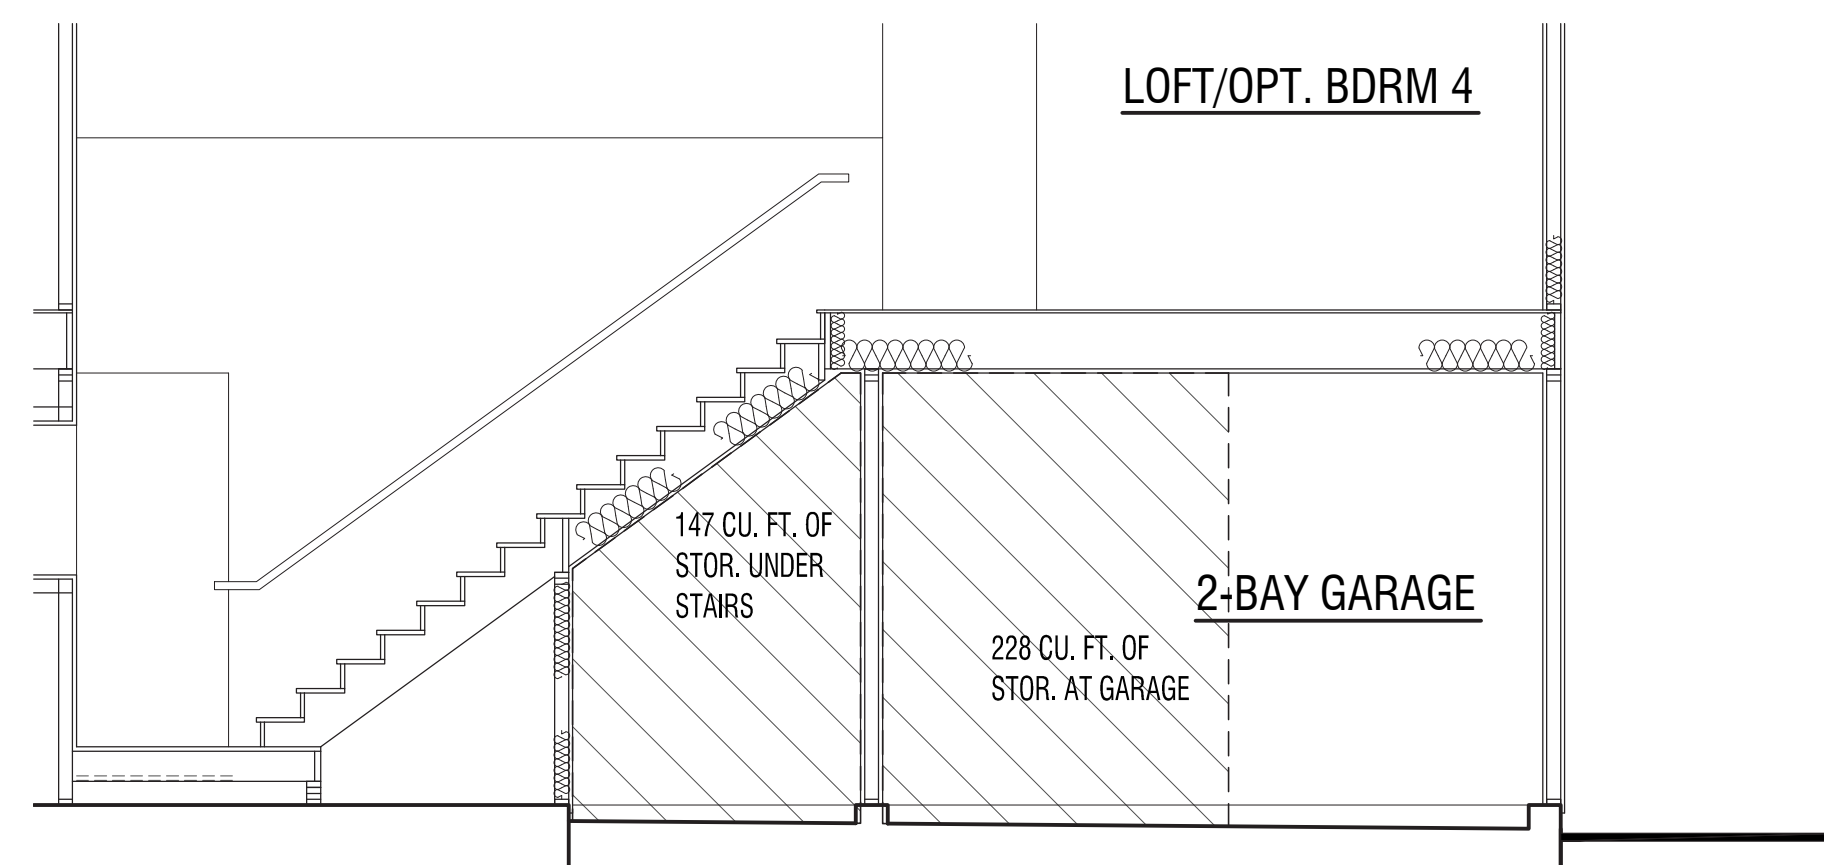 LOFT/OPT. BDRM 4
147 CU. FT. OF
STOR. UNDER
STAIRS
2-BAY GARAGE
228 CU. FT. OF
STOR. AT GARAGE